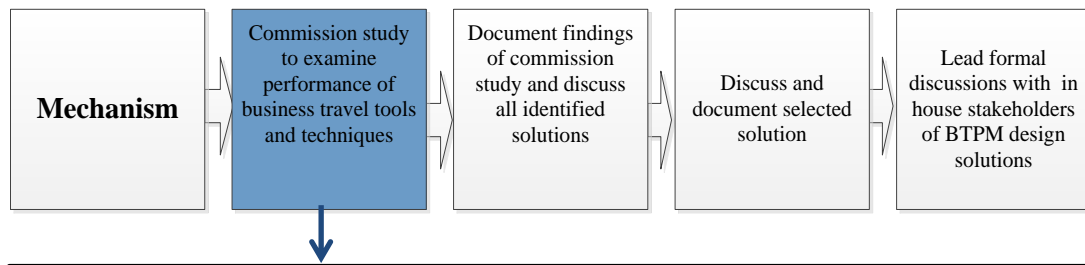 Mechanism
Commission study
to examine
performance of
business travel tools
and techniques
Document findings
of commission
study and discuss
all identified
solutions
Discuss and
document selected
solution
Lead formal
discussions with in
house stakeholders
of BTPM design
solutions